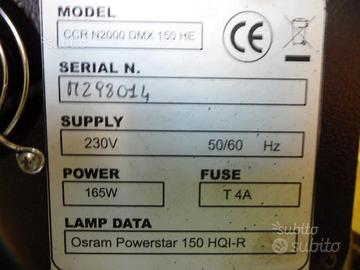 MODEL
CCR N2000 DMX 150 HE
CE
SERIAL N.
M298014
SUPPLY
230V 50/60 Hz
POWER FUSE
165W T 4A
LAMP DATA
Osram Powerstar 150 HQI-R
subito
subito